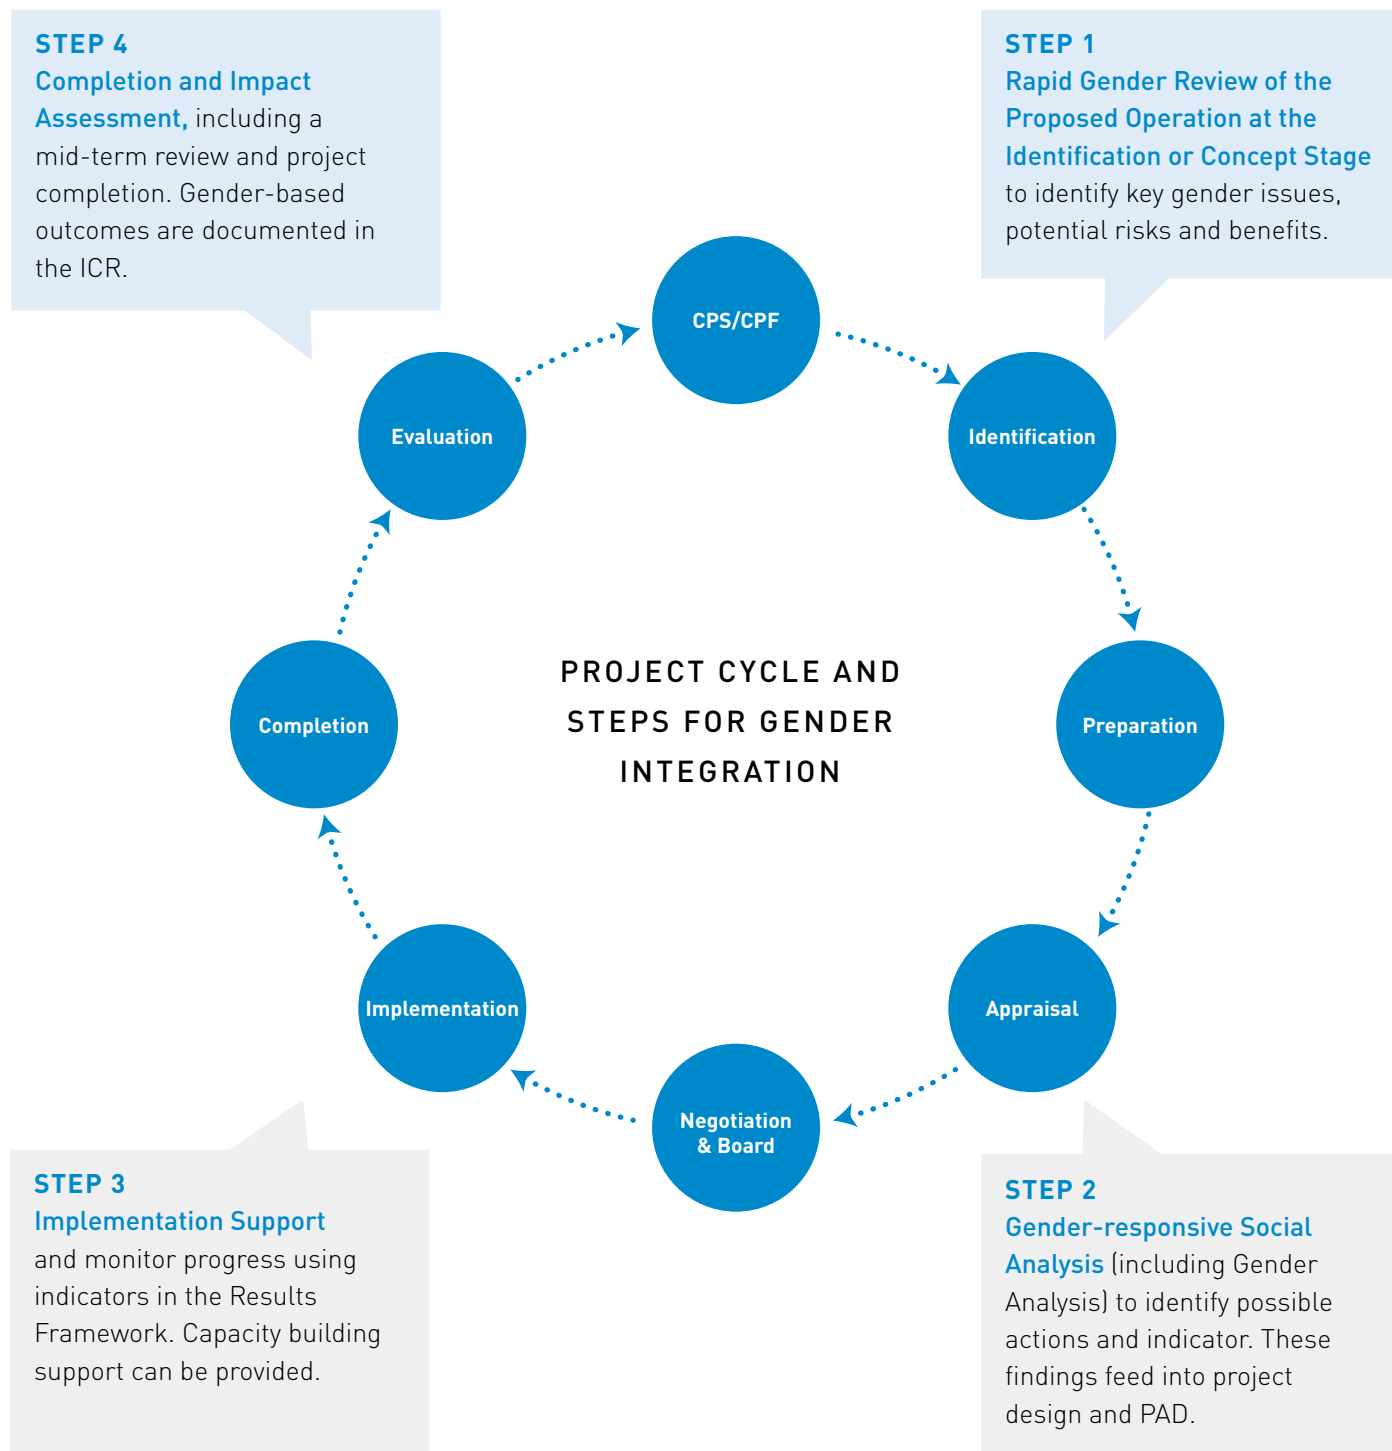 STEP 4
Completion and Impact
Assessment, including a
mid-term review and project
completion. Gender-based
outcomes are documented in
the ICR.
STEP 1
Rapid Gender Review of the
Proposed Operation at the
Identification or Concept Stage
to identify key gender issues,
potential risks and benefits.
CPS/CPF
Evaluation
Identification
PROJECT CYCLE AND
STEPS FOR GENDER
INTEGRATION
Completion
Preparation
Implementation
Appraisal
Negotiation
& Board
STEP 3
Implementation Support
and monitor progress using
indicators in the Results
Framework. Capacity building
support can be provided.
STEP 2
Gender-responsive Social
Analysis (including Gender
Analysis) to identify possible
actions and indicator. These
findings feed into project
design and PAD.